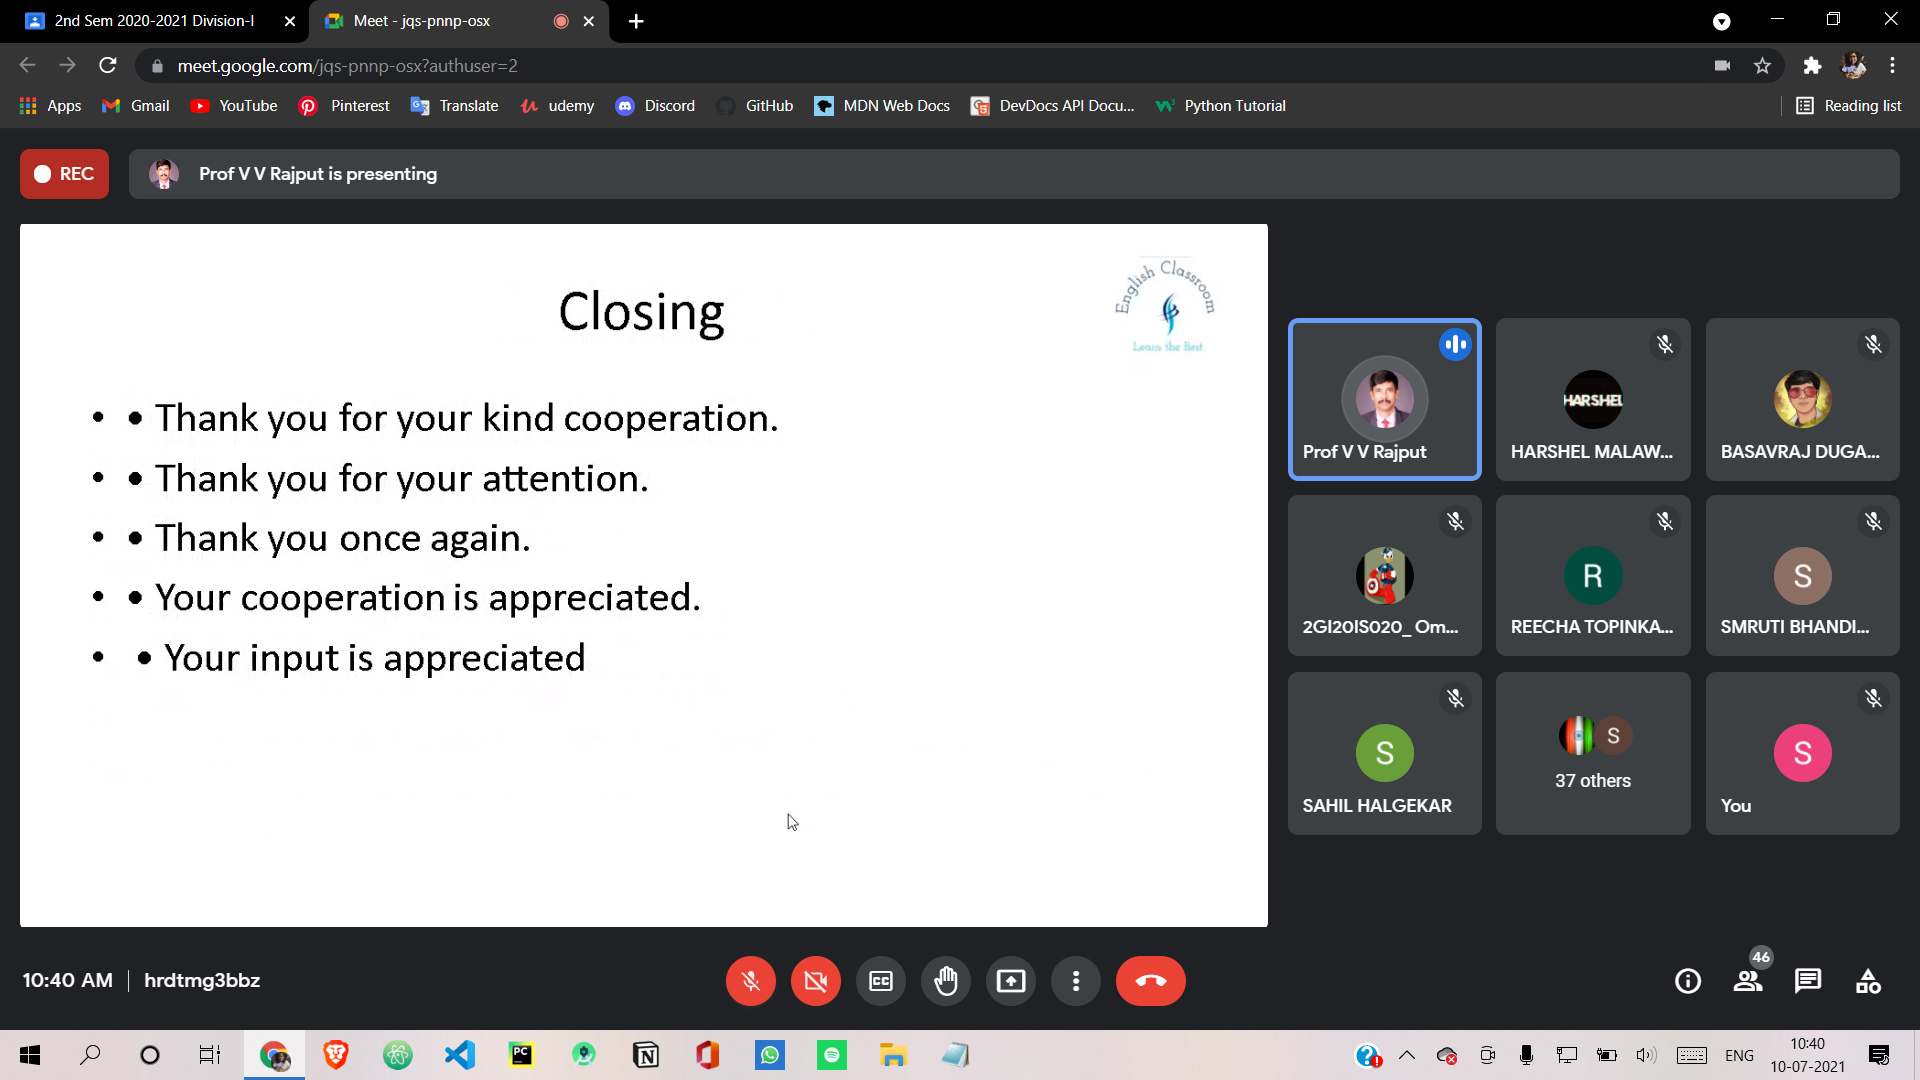 2nd Sem 2020-2021 Division-I
Meet - jqs-pnnp-osx
meet.google.com/jqs-pnnp-osx?authuser=2
Apps Gmail YouTube Pinterest Translate udemy Discord GitHub MDN Web Docs DevDocs API Docu... Python Tutorial Reading list
REC Prof V V Rajput is presenting
English Classroom
Learn the Best
Closing
• • Thank you for your kind cooperation.
• • Thank you for your attention.
• • Thank you once again.
• • Your cooperation is appreciated.
• • Your input is appreciated
Prof V V Rajput
HARSHEL
HARSHEL MALAW...
BASAVRAJ DUGA...
2GI20IS020_ Om...
R
REECHA TOPINKA...
S
SMRUTI BHANDI...
S
SAHIL HALGEKAR
S
37 others
S
You
10:40 AM | hrdtmg3bbz
CC
46
PC
N
ENG
10:40
10-07-2021